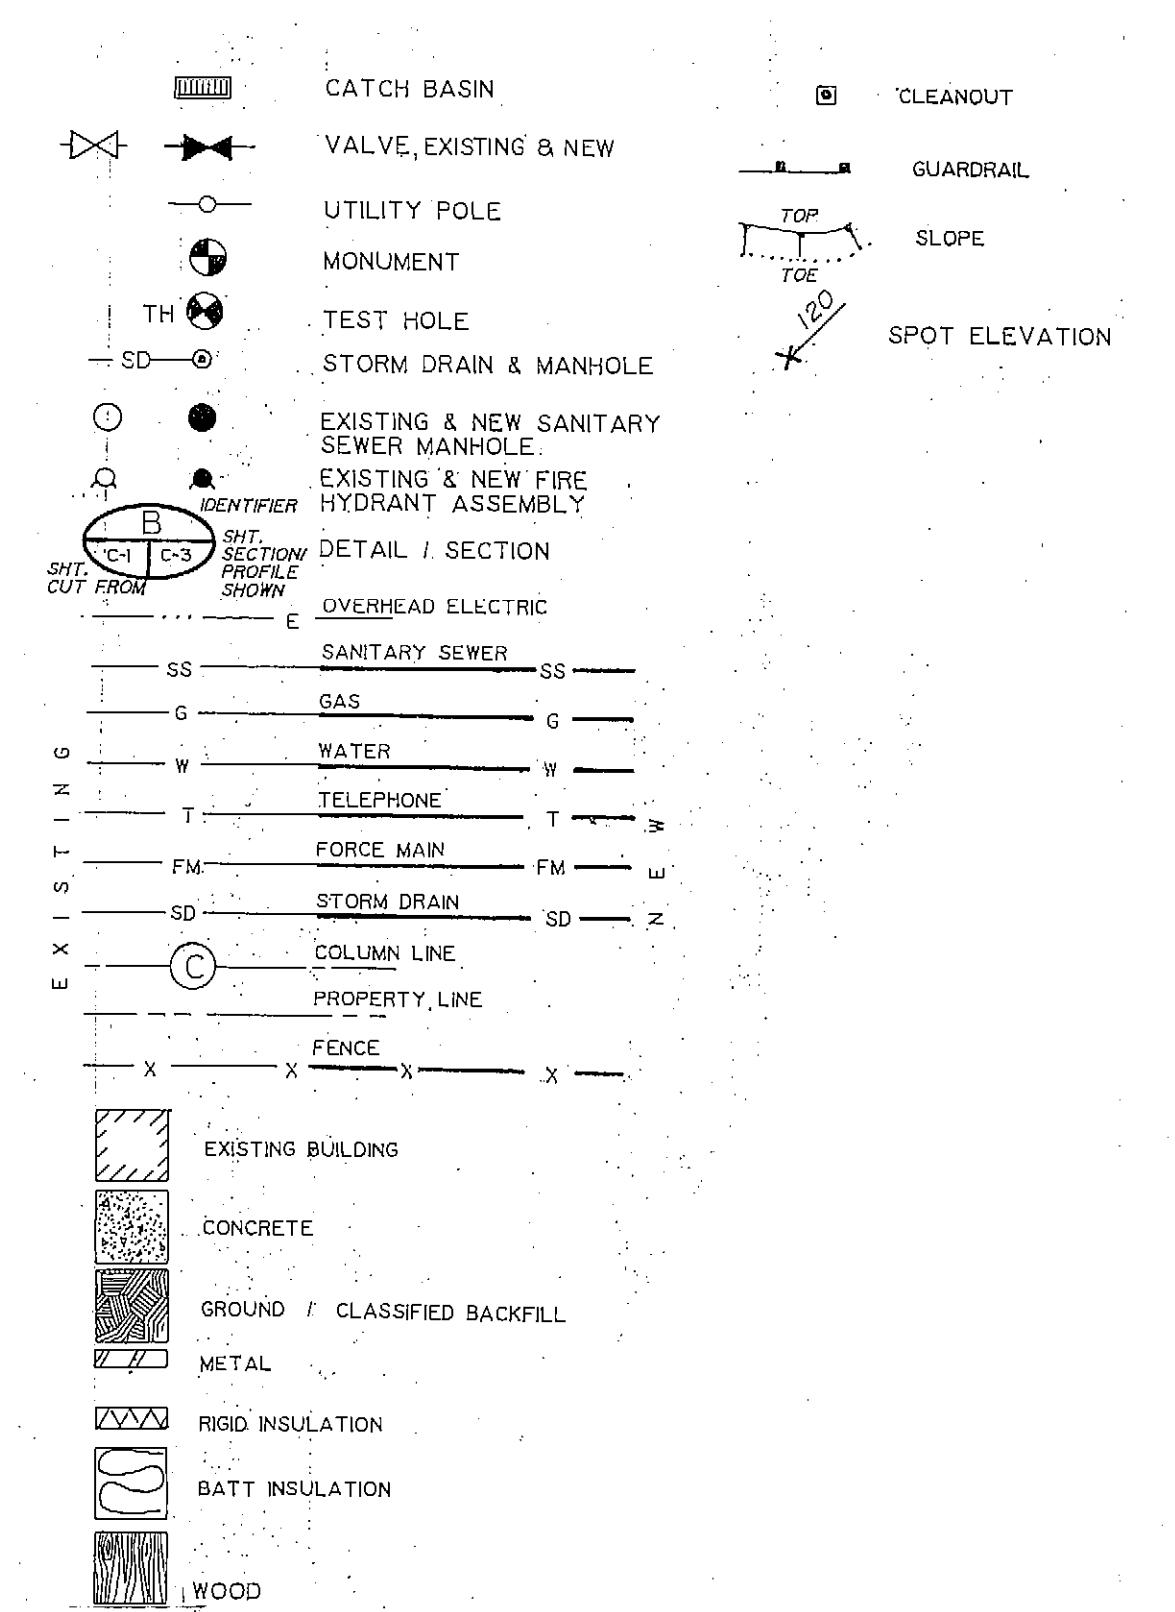 CATCH BASIN
VALVE, EXISTING & NEW
UTILITY POLE
MONUMENT
TH
TEST HOLE
SD
STORM DRAIN & MANHOLE
EXISTING & NEW SANITARY
SEWER MANHOLE
EXISTING & NEW FIRE
HYDRANT ASSEMBLY
IDENTIFIER
B
C-1 C-3
SHT.
SECTION/
PROFILE
SHOWN
SHT.
CUT FROM
DETAIL / SECTION
E
OVERHEAD ELECTRIC
SS SANITARY SEWER SS
G GAS G
W WATER W
T TELEPHONE T
FM FORCE MAIN FM
SD STORM DRAIN SD
C COLUMN LINE
PROPERTY LINE
X X FENCE X X
EXISTING
NEW
EXISTING BUILDING
CONCRETE
GROUND / CLASSIFIED BACKFILL
METAL
RIGID INSULATION
BATT INSULATION
WOOD
CLEANOUT
GUARDRAIL
TOP
TOE
SLOPE
120
SPOT ELEVATION